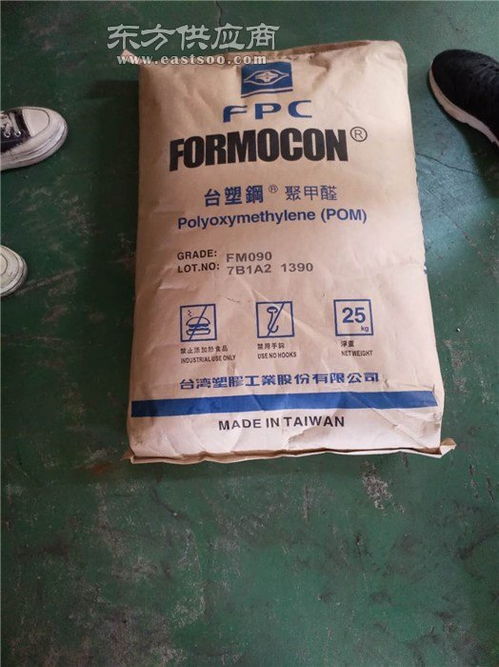 东方供应商
www.eastsoo.com
FPC
FORMOCON®
台塑鋼® 聚甲醛
Polyoxymethylene (POM)
GRADE: FM090
LOT.NO: 7B1A2 1390
禁止添加於食品
INDUSTRIAL USE ONLY
禁用手鈎
USE NO HOOKS
25 kg
淨重
NET WEIGHT
台湾塑膠工業股份有限公司
MADE IN TAIWAN